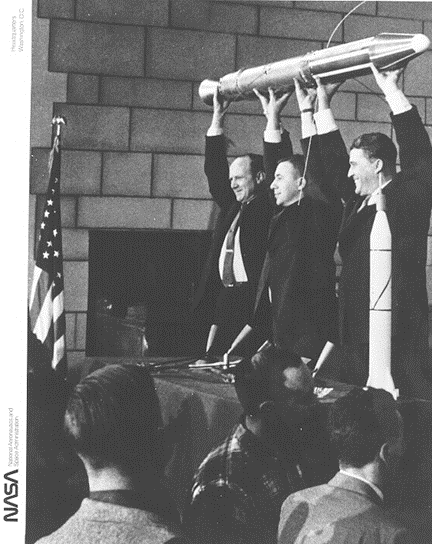 Headquarters
Washington, D.C.
National Aeronautics and
Space Administration
NASA